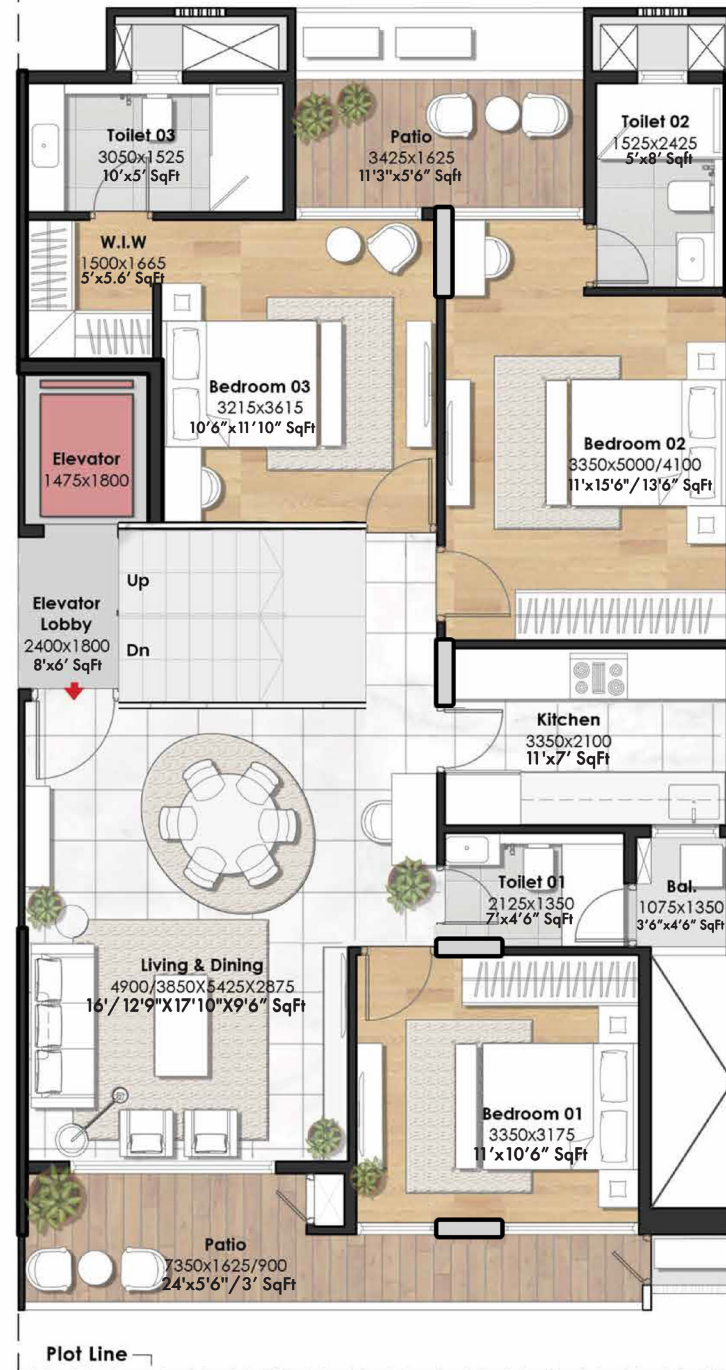 Toilet 03
3050x1525
10'x5' SqFt
Patio
3425x1625
11'3"x5'6" SqFt
Toilet 02
1525x2425
5'x8' Sqft
W.I.W
1500x1665
5'x5.6' SqFt
Bedroom 03
3215x3615
10'6"x11'10" SqFt
Bedroom 02
3350x5000/4100
11'x15'6"/13'6" SqFt
Elevator
1475x1800
Up
Dn
Elevator
Lobby
2400x1800
8'x6' SqFt
Kitchen
3350x2100
11'x7' SqFt
Toilet 01
2125x1350
7'x4'6" SqFt
Bal.
1075x1350
3'6"x4'6" SqFt
Living & Dining
4900/3850X5425X2875
16'/12'9"X17'10"X9'6" SqFt
Bedroom 01
3350x3175
11'x10'6" SqFt
Patio
7350x1625/900
24'x5'6"/3' SqFt
Plot Line